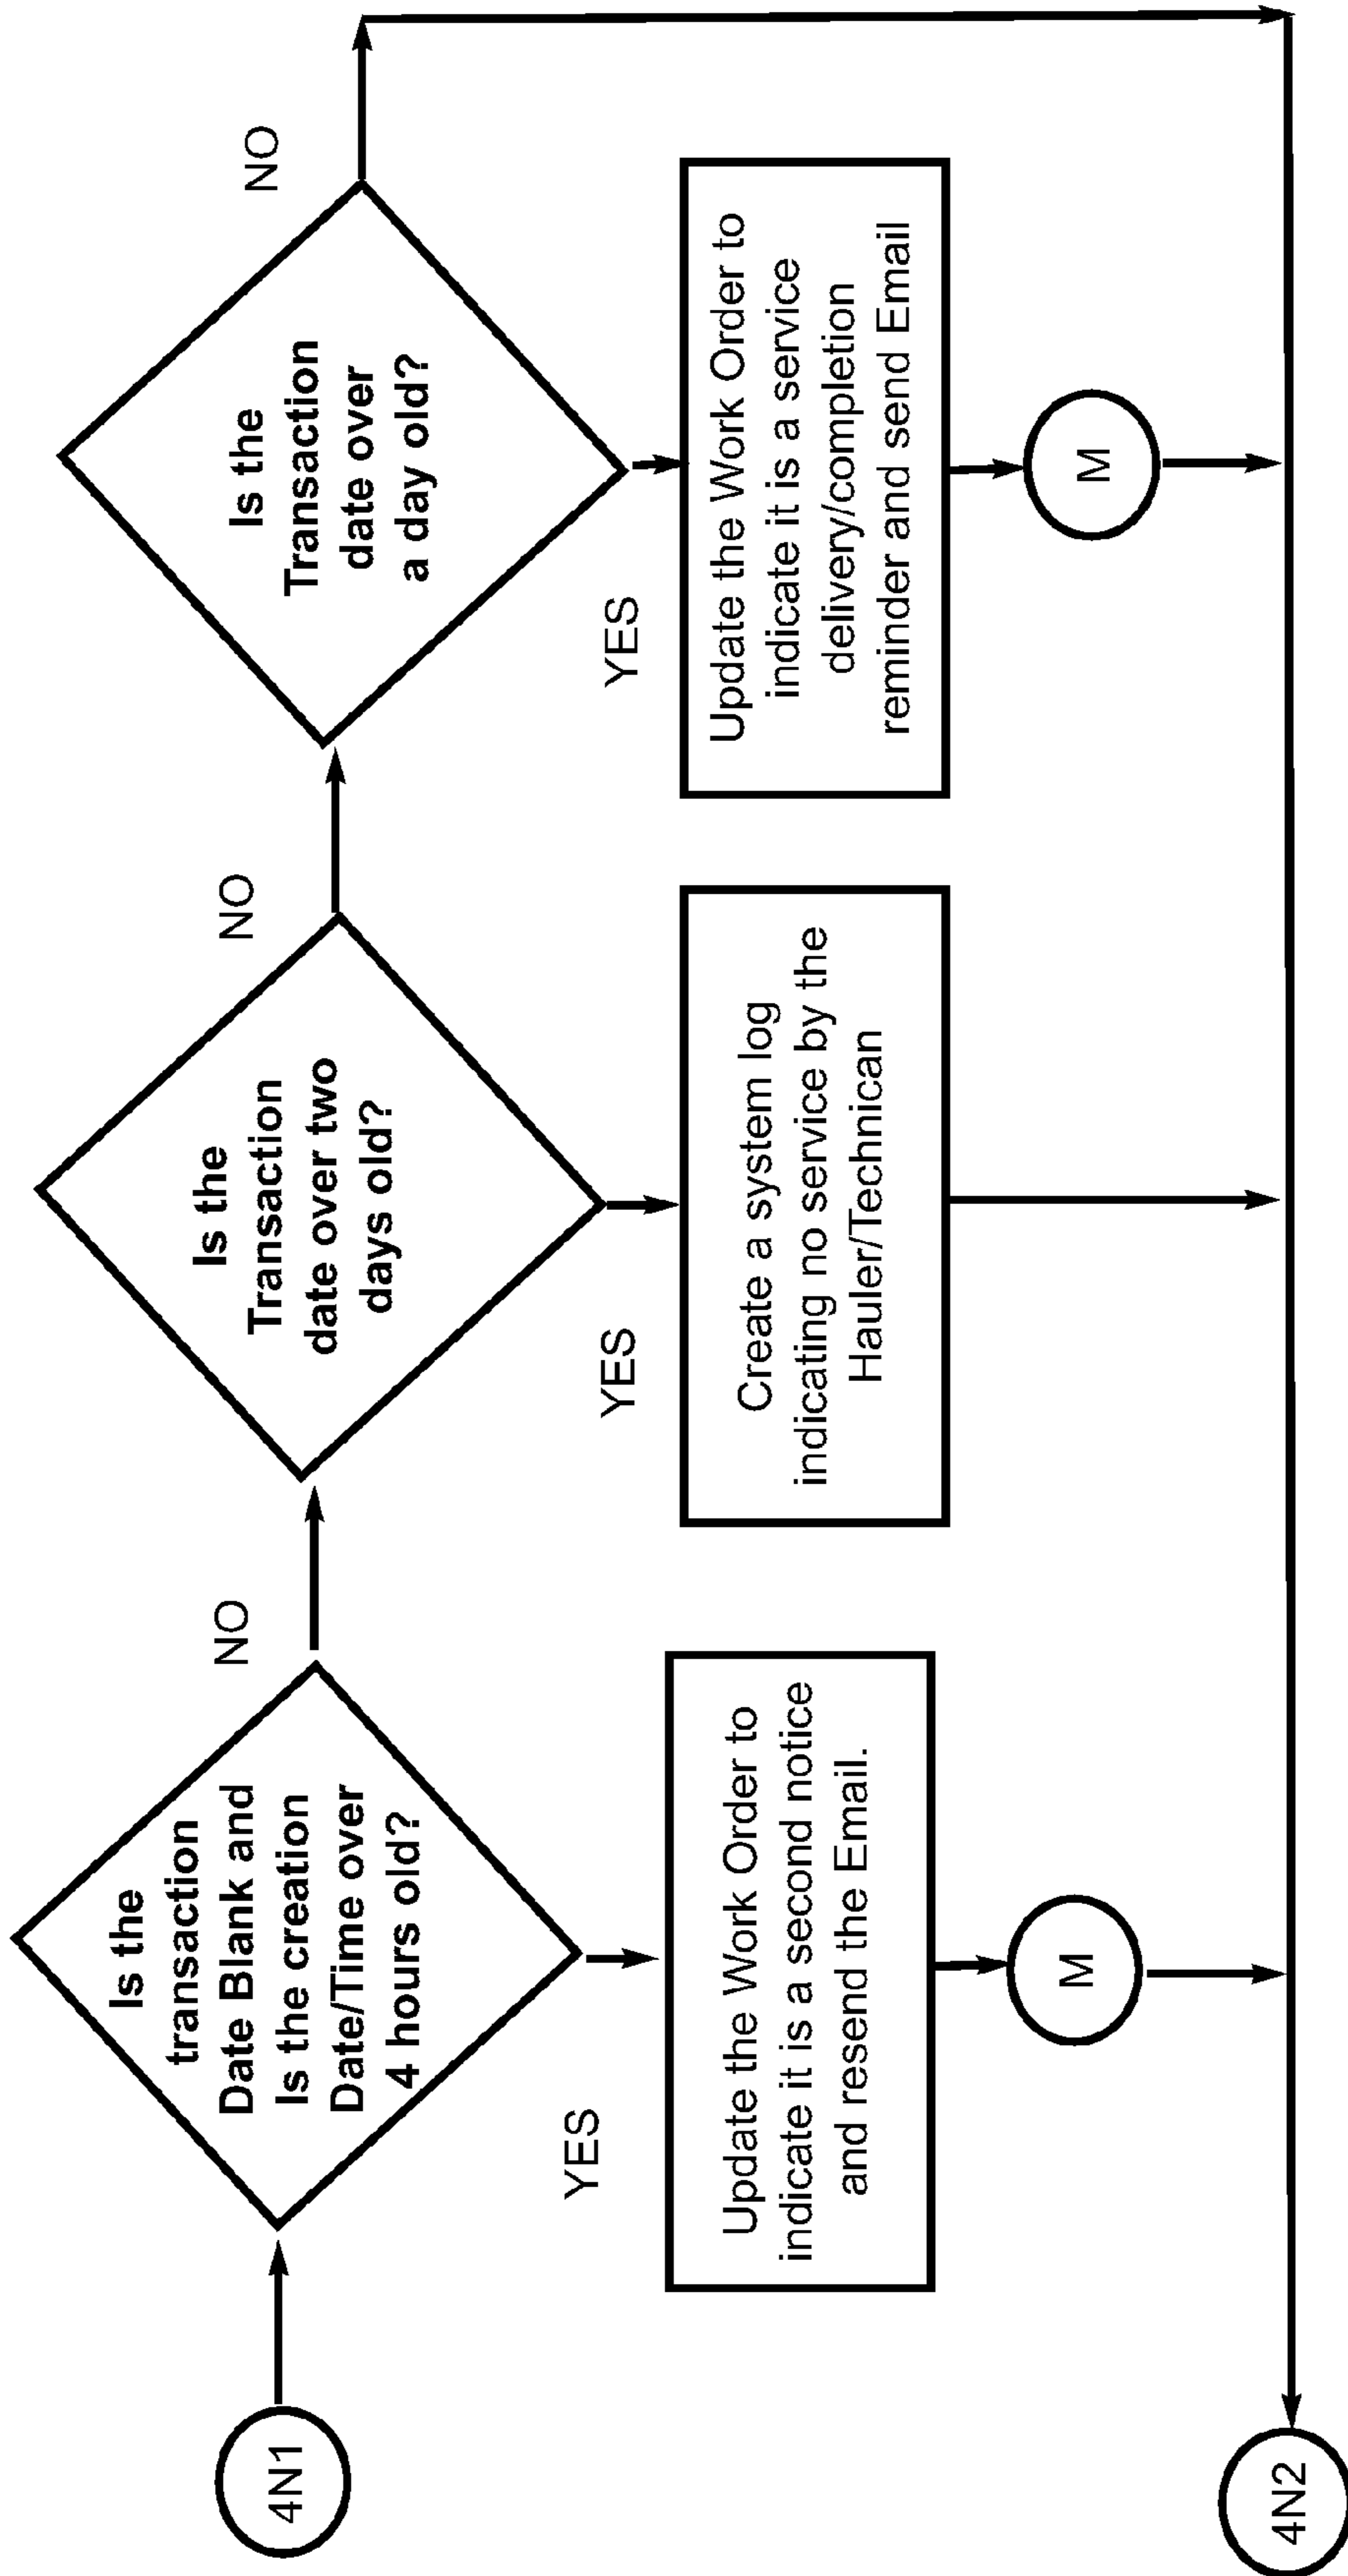 4N1
Is the
transaction
Date Blank and
Is the creation
Date/Time over
4 hours old?
NO
YES
Update the Work Order to
indicate it is a second notice
and resend the Email.
M
Is the
Transaction
date over two
days old?
NO
YES
Create a system log
indicating no service by the
Hauler/Technican
Is the
Transaction
date over
a day old?
NO
YES
Update the Work Order to
indicate it is a service
delivery/completion
reminder and send Email
M
4N2